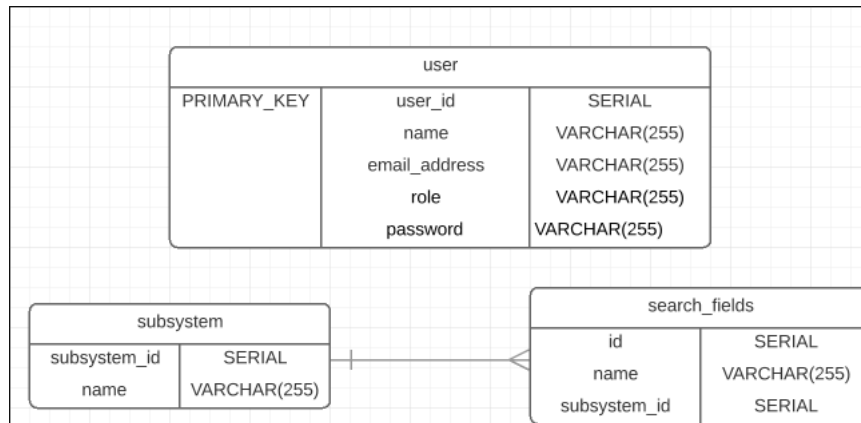 user
PRIMARY_KEY user_id SERIAL
name VARCHAR(255)
email_address VARCHAR(255)
role VARCHAR(255)
password VARCHAR(255)
subsystem
subsystem_id SERIAL
name VARCHAR(255)
search_fields
id SERIAL
name VARCHAR(255)
subsystem_id SERIAL